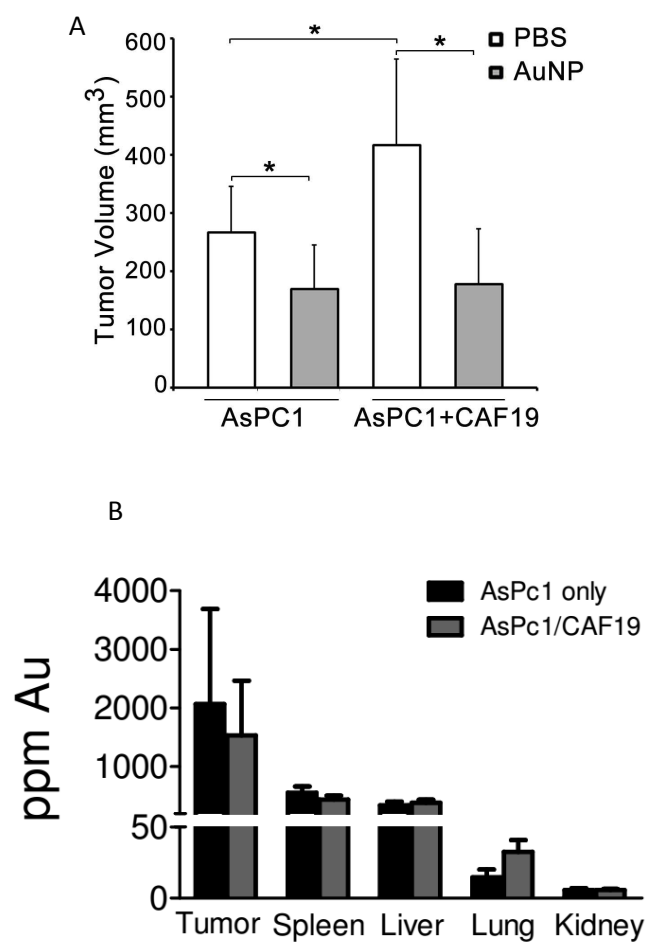 A
Tumor Volume (mm3)
600
500
400
300
200
100
0
*
*
*
PBS
AuNP
AsPC1
AsPC1+CAF19
B
ppm Au
4000
3000
2000
1000
50
0
AsPc1 only
AsPc1/CAF19
Tumor Spleen Liver Lung Kidney